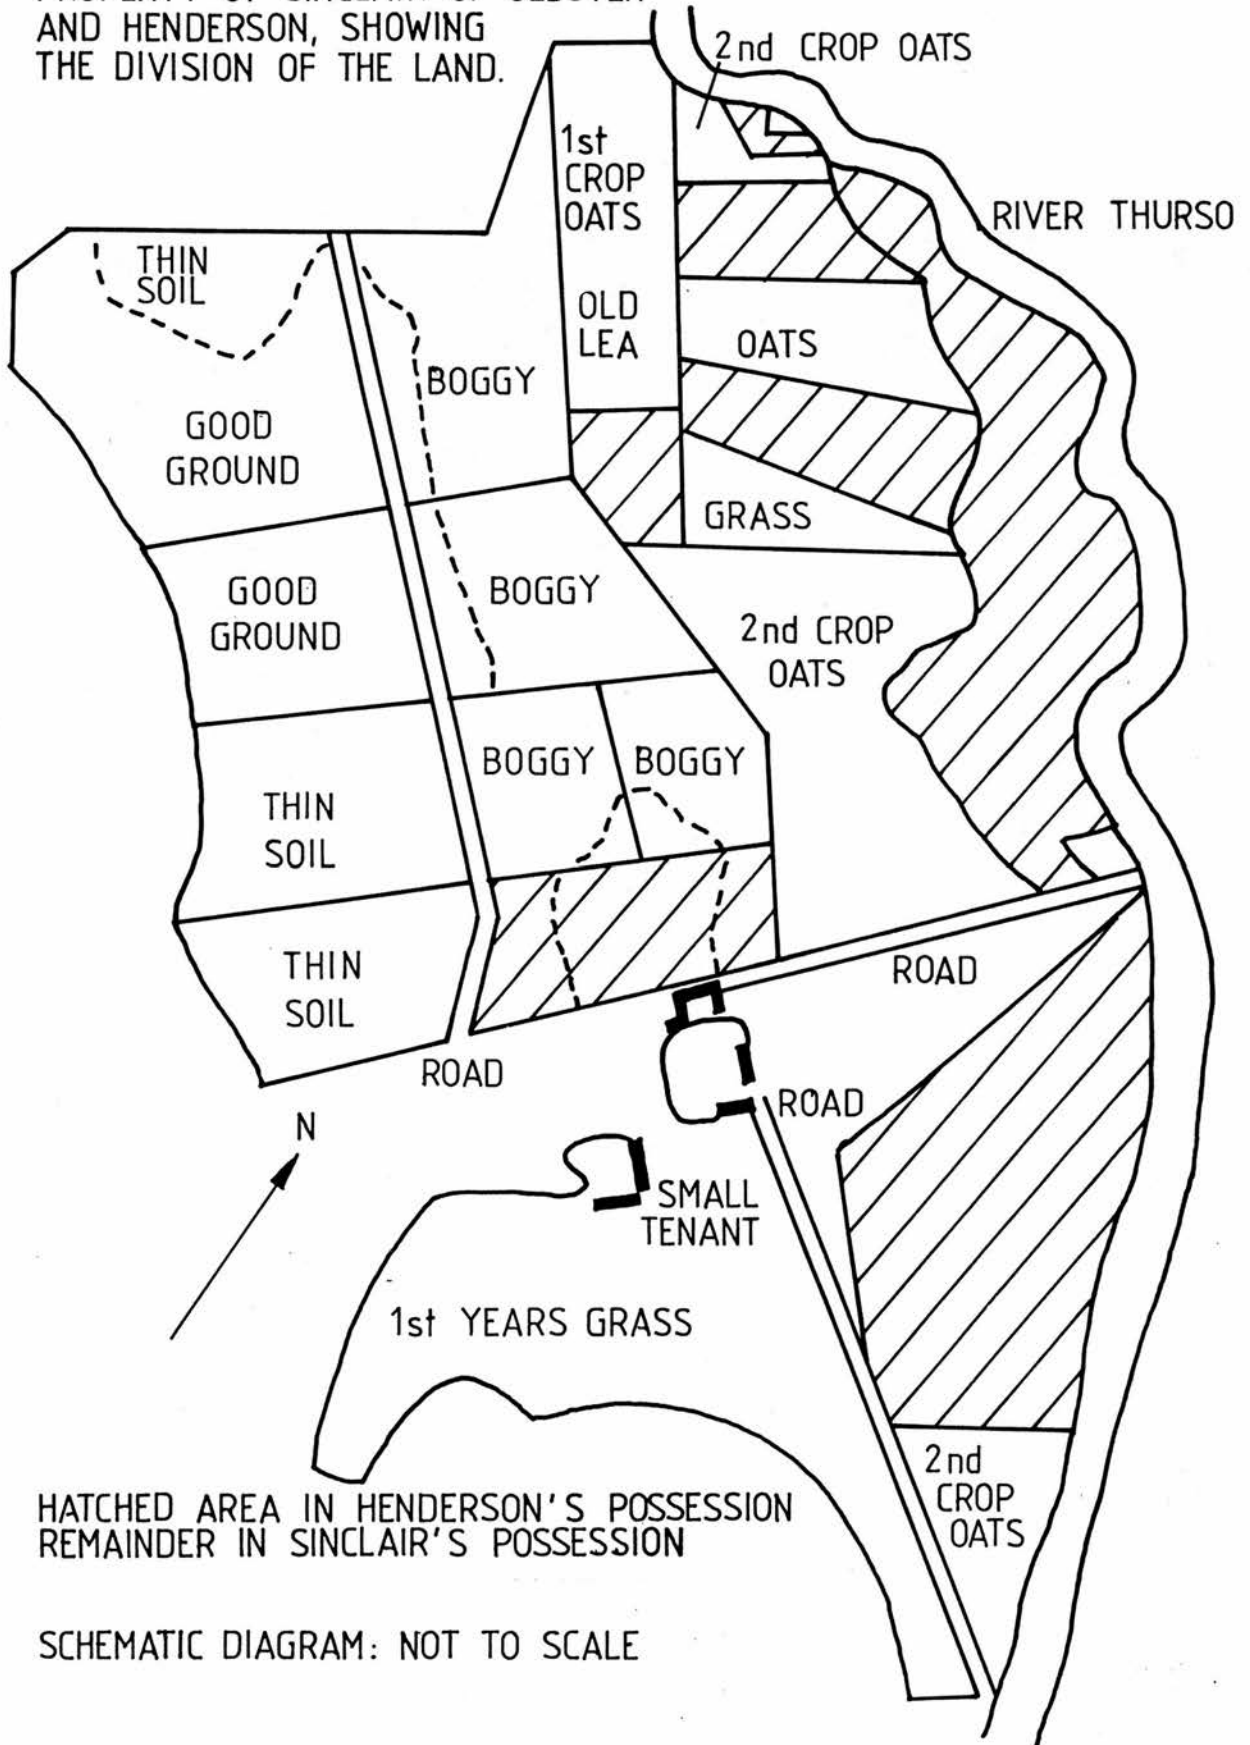 AND HENDERSON, SHOWING
THE DIVISION OF THE LAND.
2nd CROP OATS
1st
CROP
OATS
OLD
LEA
RIVER THURSO
THIN
SOIL
OATS
BOGGY
GOOD
GROUND
GRASS
GOOD
GROUND
BOGGY
2nd CROP
OATS
BOGGY
BOGGY
THIN
SOIL
THIN
SOIL
ROAD
ROAD
ROAD
N
SMALL
TENANT
1st YEARS GRASS
2nd
CROP
OATS
HATCHED AREA IN HENDERSON'S POSSESSION
REMAINDER IN SINCLAIR'S POSSESSION
SCHEMATIC DIAGRAM: NOT TO SCALE